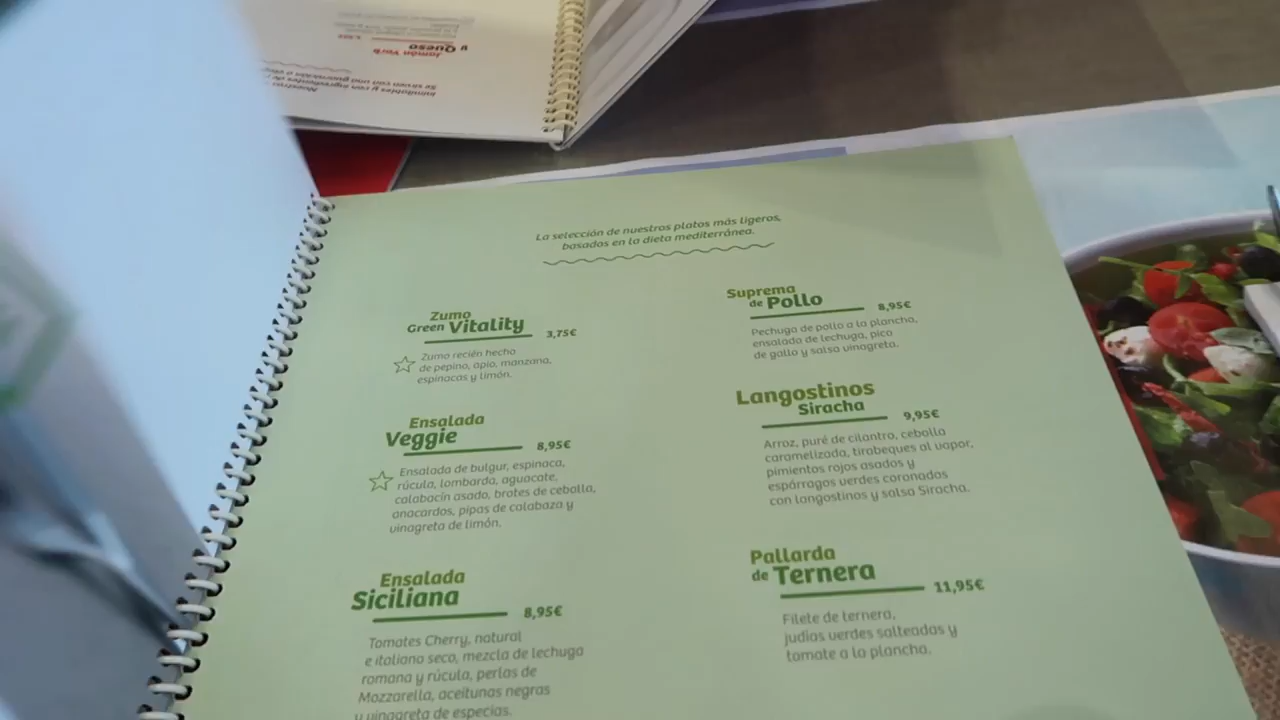 Jamón York
y Queso
La selección de nuestros platos más ligeros,
basados en la dieta mediterránea.
Zumo
Green Vitality 3,75€
Zumo recién hecho
de pepino, apio, manzana,
espinacas y limón.
Ensalada
Veggie 8,95€
Ensalada de bulgur, espinaca,
rúcula, lombarda, aguacate,
calabacín asado, brotes de cebolla,
anacardos, pipas de calabaza y
vinagreta de limón.
Ensalada
Siciliana 8,95€
Tomates Cherry, natural
e italiano seco, mezcla de lechuga
romana y rúcula, perlas de
Mozzarella, aceitunas negras
y vinagreta de especias.
Suprema
de Pollo 8,95€
Pechuga de pollo a la plancha,
ensalada de lechuga, pico
de gallo y salsa vinagreta.
Langostinos
Siracha 9,95€
Arroz, puré de cilantro, cebolla
caramelizada, tirabeques al vapor,
pimientos rojos asados y
espárragos verdes coronados
con langostinos y salsa Siracha.
Pallarda
de Ternera 11,95€
Filete de ternera,
judías verdes salteadas y
tomate a la plancha.